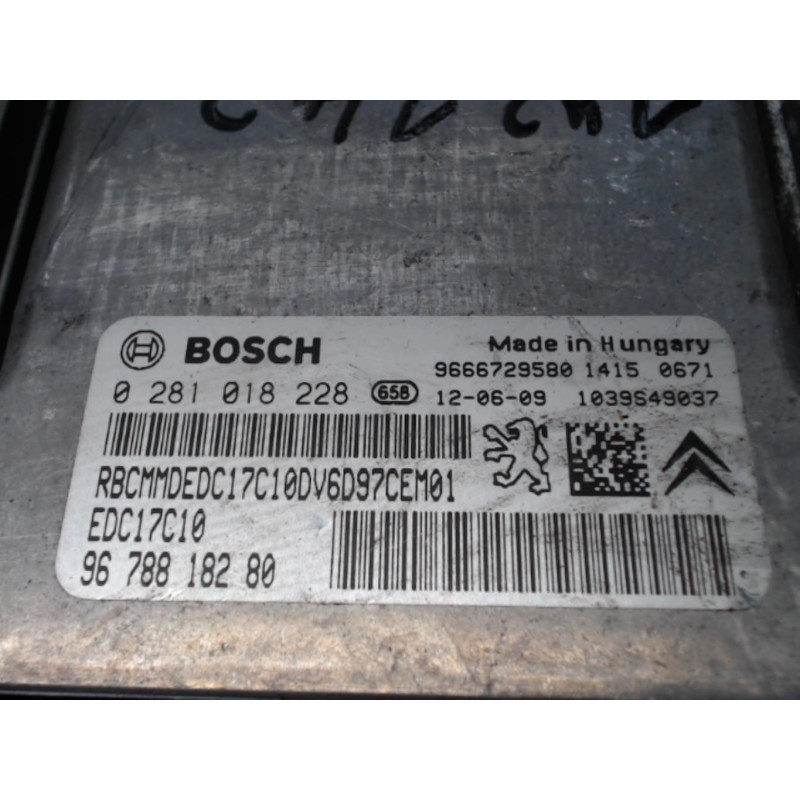 BOSCH
Made in Hungary
9666729580 1415 0671
0 281 018 228 658 12-06-09 1039S49037
RBCMMDEDC17C10DV6D97CEM01
EDC17C10
96 788 182 80